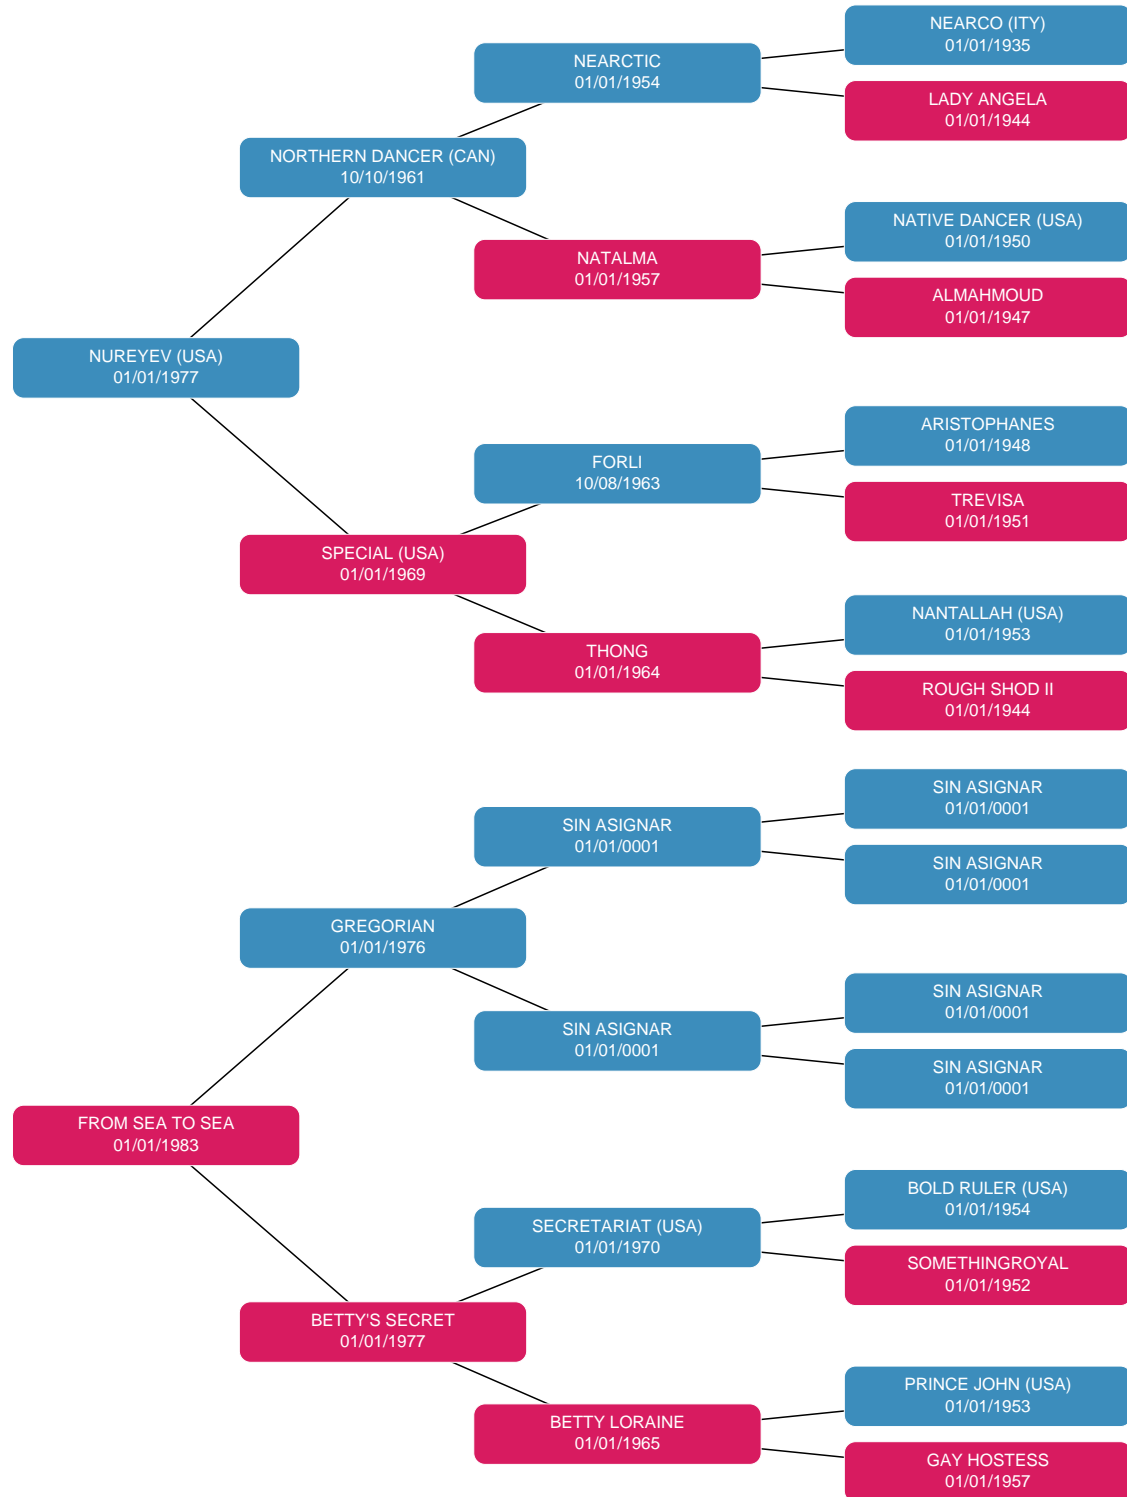 NEARCO (ITY)
01/01/1935
NEARCTIC
01/01/1954
LADY ANGELA
01/01/1944
NORTHERN DANCER (CAN)
10/10/1961
NATIVE DANCER (USA)
01/01/1950
NATALMA
01/01/1957
ALMAHMOUD
01/01/1947
NUREYEV (USA)
01/01/1977
ARISTOPHANES
01/01/1948
FORLI
10/08/1963
TREVISA
01/01/1951
SPECIAL (USA)
01/01/1969
NANTALLAH (USA)
01/01/1953
THONG
01/01/1964
ROUGH SHOD II
01/01/1944
SIN ASIGNAR
01/01/0001
SIN ASIGNAR
01/01/0001
SIN ASIGNAR
01/01/0001
GREGORIAN
01/01/1976
SIN ASIGNAR
01/01/0001
SIN ASIGNAR
01/01/0001
SIN ASIGNAR
01/01/0001
FROM SEA TO SEA
01/01/1983
BOLD RULER (USA)
01/01/1954
SECRETARIAT (USA)
01/01/1970
SOMETHINGROYAL
01/01/1952
BETTY'S SECRET
01/01/1977
PRINCE JOHN (USA)
01/01/1953
BETTY LORAINE
01/01/1965
GAY HOSTESS
01/01/1957